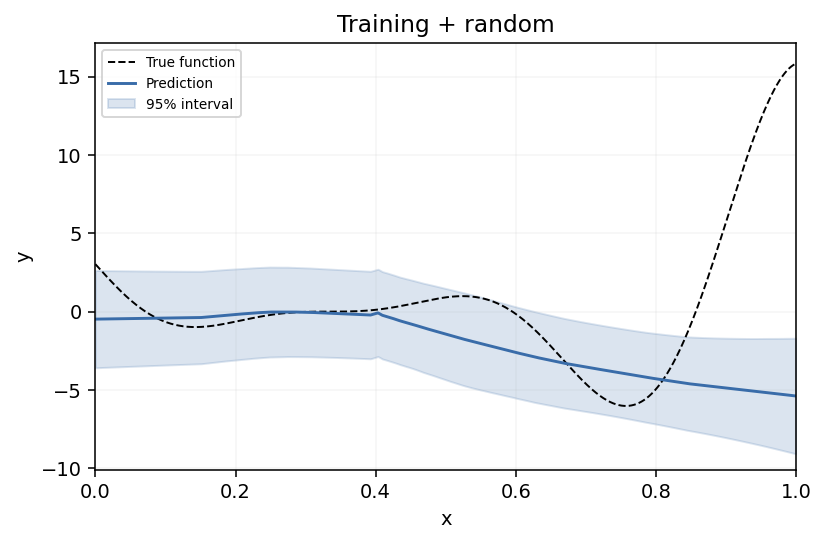 Training + random
True function
Prediction
95% interval
15
10
5
0
−5
−10
y
0.0 0.2 0.4 0.6 0.8 1.0
x